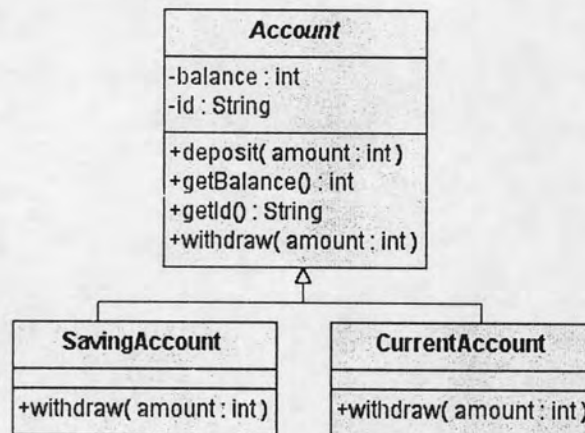 Account
-balance : int
-id : String
+deposit( amount : int)
+getBalance() : int
+getId() : String
+withdraw( amount : int)
SavingAccount
CurrentAccount
+withdraw( amount : int)
+withdraw( amount : int)